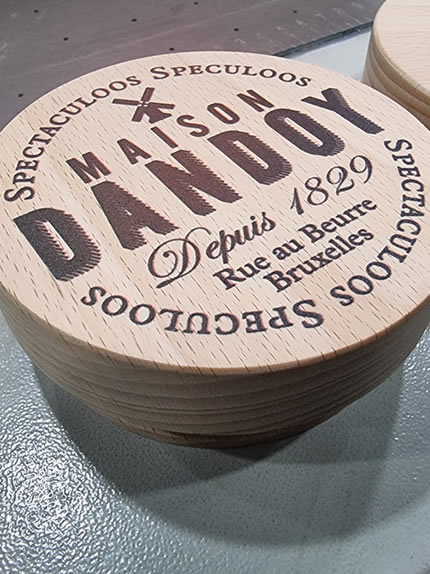 SPECTACULOOS SPECULOOS
MAISON
DANDOY
Depuis 1829
Rue au Beurre
Bruxelles
SPECTACULOOS SPECULOOS